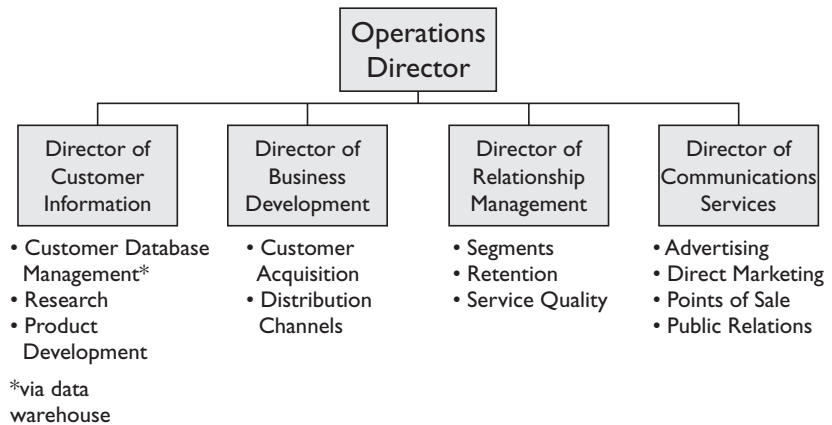 Operations
Director
Director of
Customer
Information
Director of
Business
Development
Director of
Relationship
Management
Director of
Communications
Services
• Customer Database
Management*
• Research
• Product
Development
*via data
warehouse
• Customer
Acquisition
• Distribution
Channels
• Segments
• Retention
• Service Quality
• Advertising
• Direct Marketing
• Points of Sale
• Public Relations